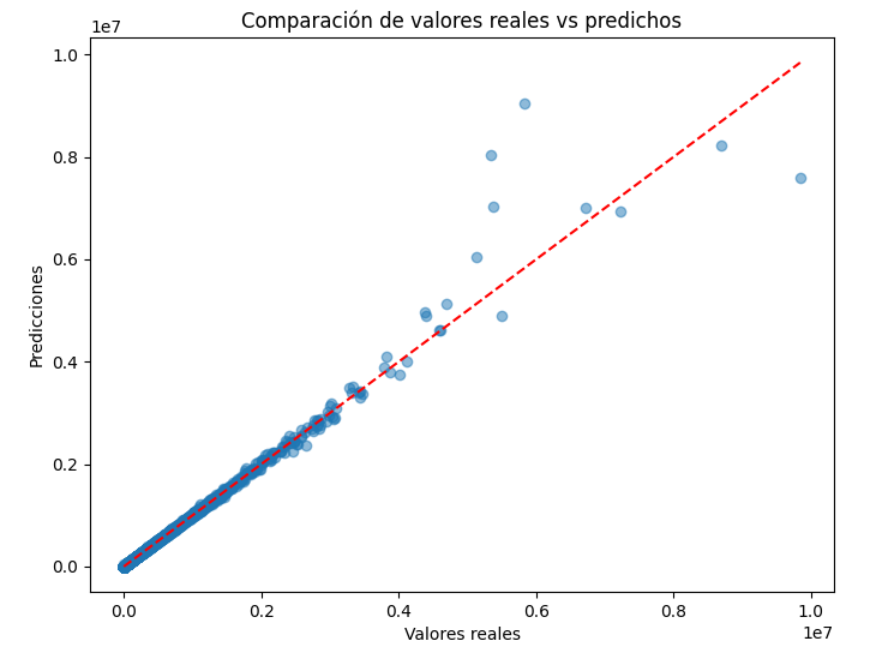 Comparación de valores reales vs predichos
1e7
1.0
0.8
0.6
0.4
0.2
0.0
Predicciones
0.0 0.2 0.4 0.6 0.8 1.0
1e7
Valores reales